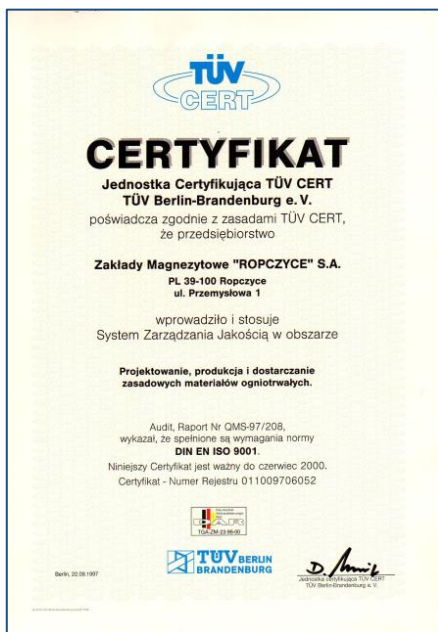 TÜV
CERT
CERTYFIKAT
Jednostka Certyfikująca TÜV CERT
TÜV Berlin-Brandenburg e. V.
poświadcza zgodnie z zasadami TÜV CERT,
że przedsiębiorstwo
Zakłady Magnezytowe "ROPCZYCE" S.A.
PL 39-100 Ropczyce
ul. Przemysłowa 1
wprowadziło i stosuje
System Zarządzania Jakością w obszarze
Projektowanie, produkcja i dostarczanie
zasadowych materiałów ogniotrwałych.
Audit, Raport Nr QMS-97/208,
wykazał, że spełnione są wymagania normy
DIN EN ISO 9001.
Niniejszy Certyfikat jest ważny do czerwiec 2000.
Certyfikat - Numer Rejestru 011009706052
TGA-ZM-23-96-00
TÜV BERLIN
BRANDENBURG
Berlin, 20.08.1997
Jednostka certyfikująca TÜV CERT
TÜV Berlin-Brandenburg e. V.